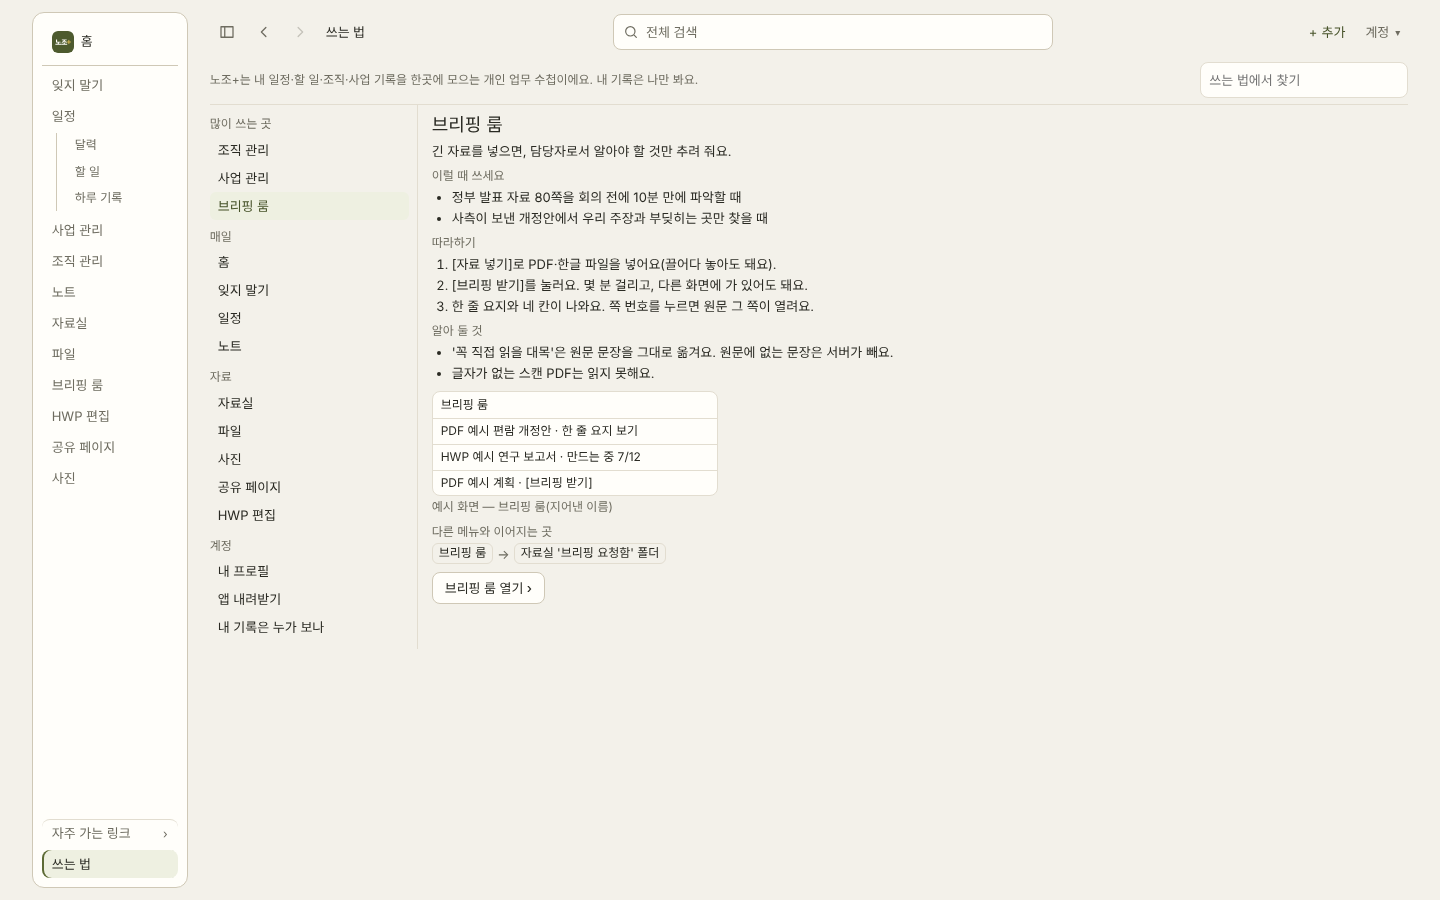 노조+ 홈
잊지 말기
일정
달력
할 일
하루 기록
사업 관리
조직 관리
노트
자료실
파일
브리핑 룸
HWP 편집
공유 페이지
사진
자주 가는 링크 ›
쓰는 법
쓰는 법
전체 검색
+ 추가
계정 ▾
노조+는 내 일정·할 일·조직·사업 기록을 한곳에 모으는 개인 업무 수첩이에요. 내 기록은 나만 봐요.
쓰는 법에서 찾기
많이 쓰는 곳
조직 관리
사업 관리
브리핑 룸
매일
홈
잊지 말기
일정
노트
자료
자료실
파일
사진
공유 페이지
HWP 편집
계정
내 프로필
앱 내려받기
내 기록은 누가 보나
브리핑 룸
긴 자료를 넣으면, 담당자로서 알아야 할 것만 추려 줘요.
이럴 때 쓰세요
• 정부 발표 자료 80쪽을 회의 전에 10분 만에 파악할 때
• 사측이 보낸 개정안에서 우리 주장과 부딪히는 곳만 찾을 때
따라하기
1. [자료 넣기]로 PDF·한글 파일을 넣어요(끌어다 놓아도 돼요).
2. [브리핑 받기]를 눌러요. 몇 분 걸리고, 다른 화면에 가 있어도 돼요.
3. 한 줄 요지와 네 칸이 나와요. 쪽 번호를 누르면 원문 그 쪽이 열려요.
알아 둘 것
• '꼭 직접 읽을 대목'은 원문 문장을 그대로 옮겨요. 원문에 없는 문장은 서버가 빼요.
• 글자가 없는 스캔 PDF는 읽지 못해요.
브리핑 룸
PDF 예시 편람 개정안 · 한 줄 요지 보기
HWP 예시 연구 보고서 · 만드는 중 7/12
PDF 예시 계획 · [브리핑 받기]
예시 화면 — 브리핑 룸(지어낸 이름)
다른 메뉴와 이어지는 곳
브리핑 룸 → 자료실 '브리핑 요청함' 폴더
브리핑 룸 열기 ›